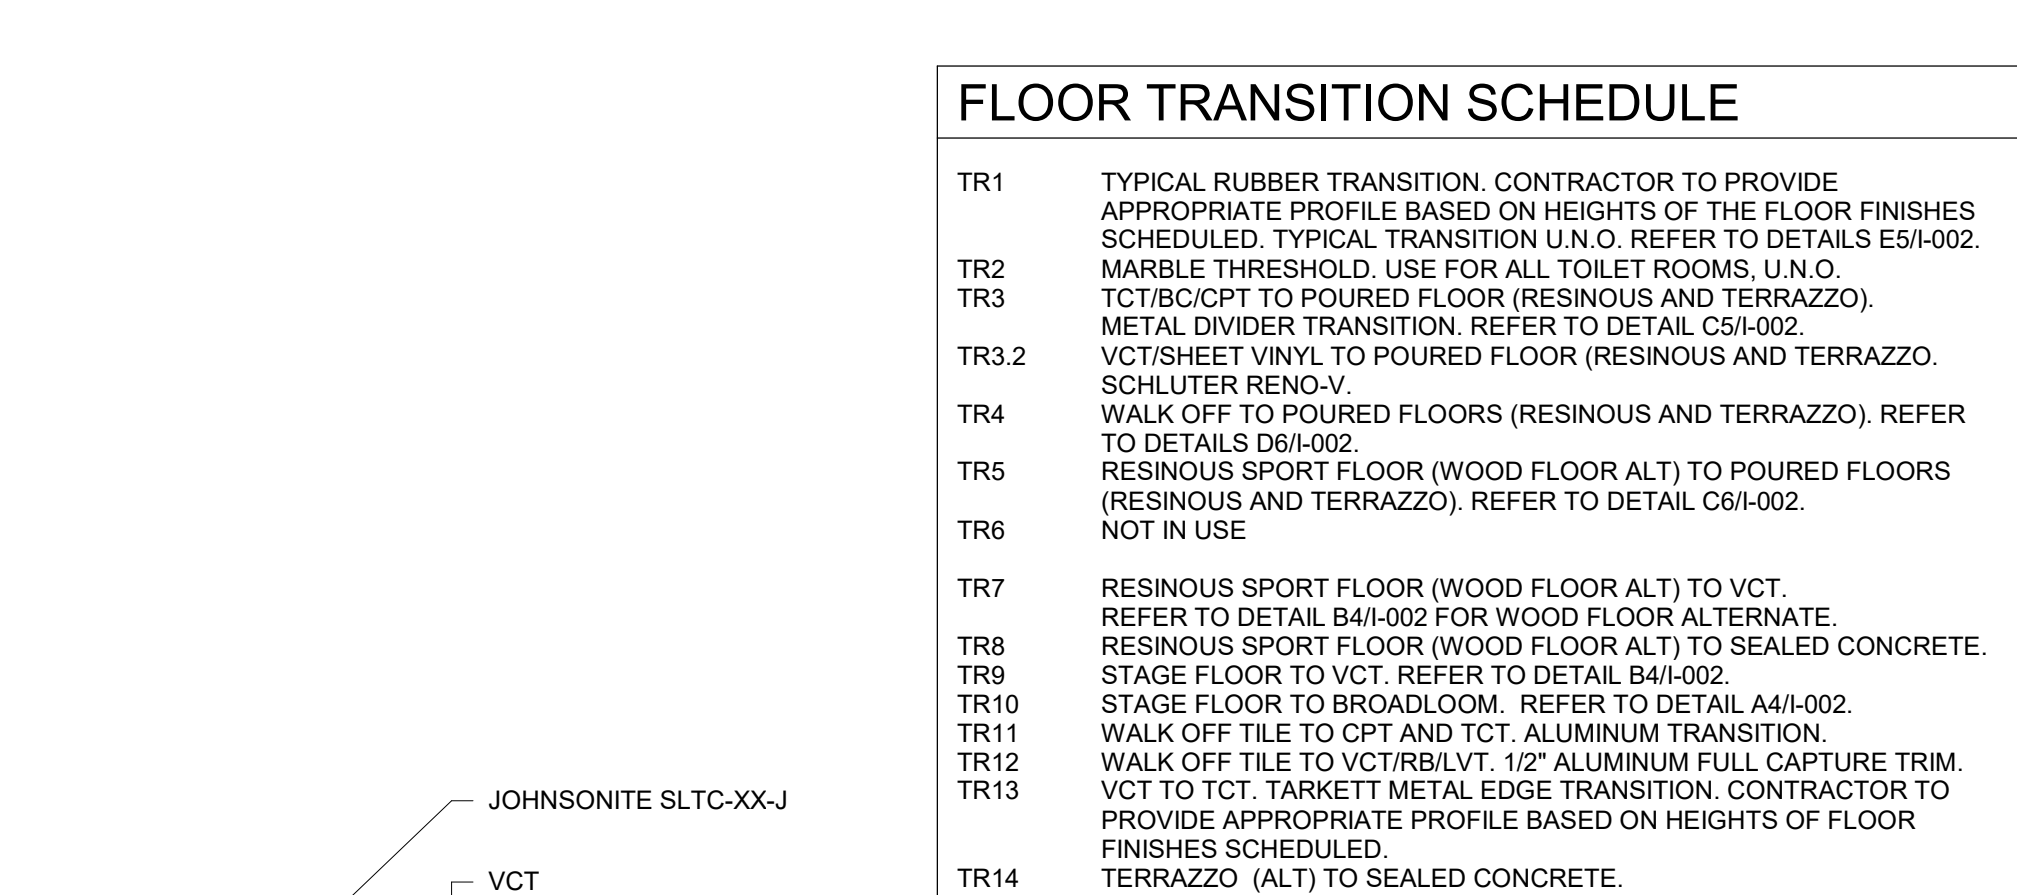 FLOOR TRANSITION SCHEDULE
TR1 TYPICAL RUBBER TRANSITION. CONTRACTOR TO PROVIDE
APPROPRIATE PROFILE BASED ON HEIGHTS OF THE FLOOR FINISHES
SCHEDULED. TYPICAL TRANSITION U.N.O. REFER TO DETAILS E5/I-002.
TR2 MARBLE THRESHOLD. USE FOR ALL TOILET ROOMS, U.N.O.
TR3 TCT/BC/CPT TO POURED FLOOR (RESINOUS AND TERRAZZO).
METAL DIVIDER TRANSITION. REFER TO DETAIL C5/I-002.
TR3.2 VCT/SHEET VINYL TO POURED FLOOR (RESINOUS AND TERRAZZO.
SCHLUTER RENO-V.
TR4 WALK OFF TO POURED FLOORS (RESINOUS AND TERRAZZO). REFER
TO DETAILS D6/I-002.
TR5 RESINOUS SPORT FLOOR (WOOD FLOOR ALT) TO POURED FLOORS
(RESINOUS AND TERRAZZO). REFER TO DETAIL C6/I-002.
TR6 NOT IN USE
TR7 RESINOUS SPORT FLOOR (WOOD FLOOR ALT) TO VCT.
REFER TO DETAIL B4/I-002 FOR WOOD FLOOR ALTERNATE.
TR8 RESINOUS SPORT FLOOR (WOOD FLOOR ALT) TO SEALED CONCRETE.
TR9 STAGE FLOOR TO VCT. REFER TO DETAIL B4/I-002.
TR10 STAGE FLOOR TO BROADLOOM. REFER TO DETAIL A4/I-002.
TR11 WALK OFF TILE TO CPT AND TCT. ALUMINUM TRANSITION.
TR12 WALK OFF TILE TO VCT/RB/LVT. 1/2" ALUMINUM FULL CAPTURE TRIM.
TR13 VCT TO TCT. TARKETT METAL EDGE TRANSITION. CONTRACTOR TO
PROVIDE APPROPRIATE PROFILE BASED ON HEIGHTS OF FLOOR
FINISHES SCHEDULED.
TR14 TERRAZZO (ALT) TO SEALED CONCRETE.
JOHNSONITE SLTC-XX-J
VCT